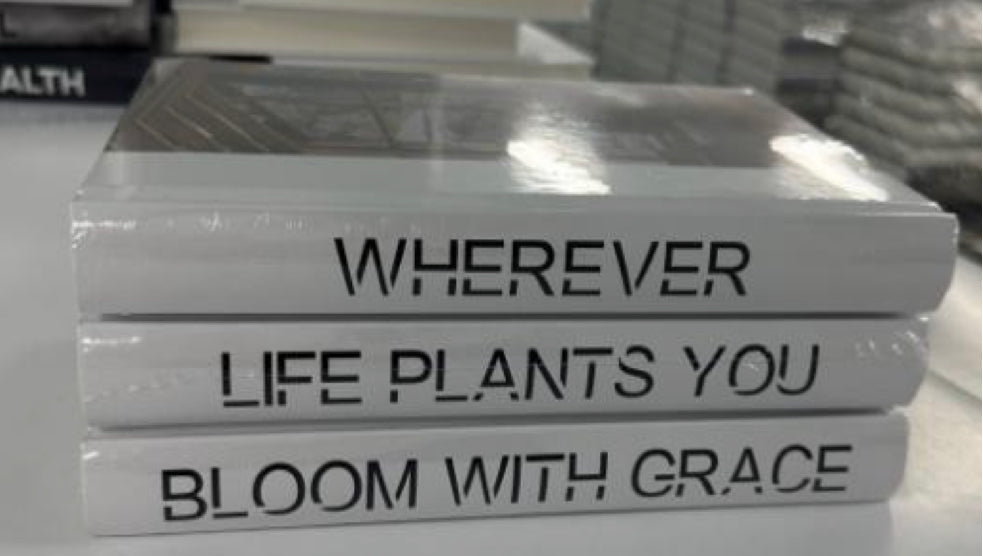 ALTH
WHEREVER
LIFE PLANTS YOU
BLOOM WITH GRACE